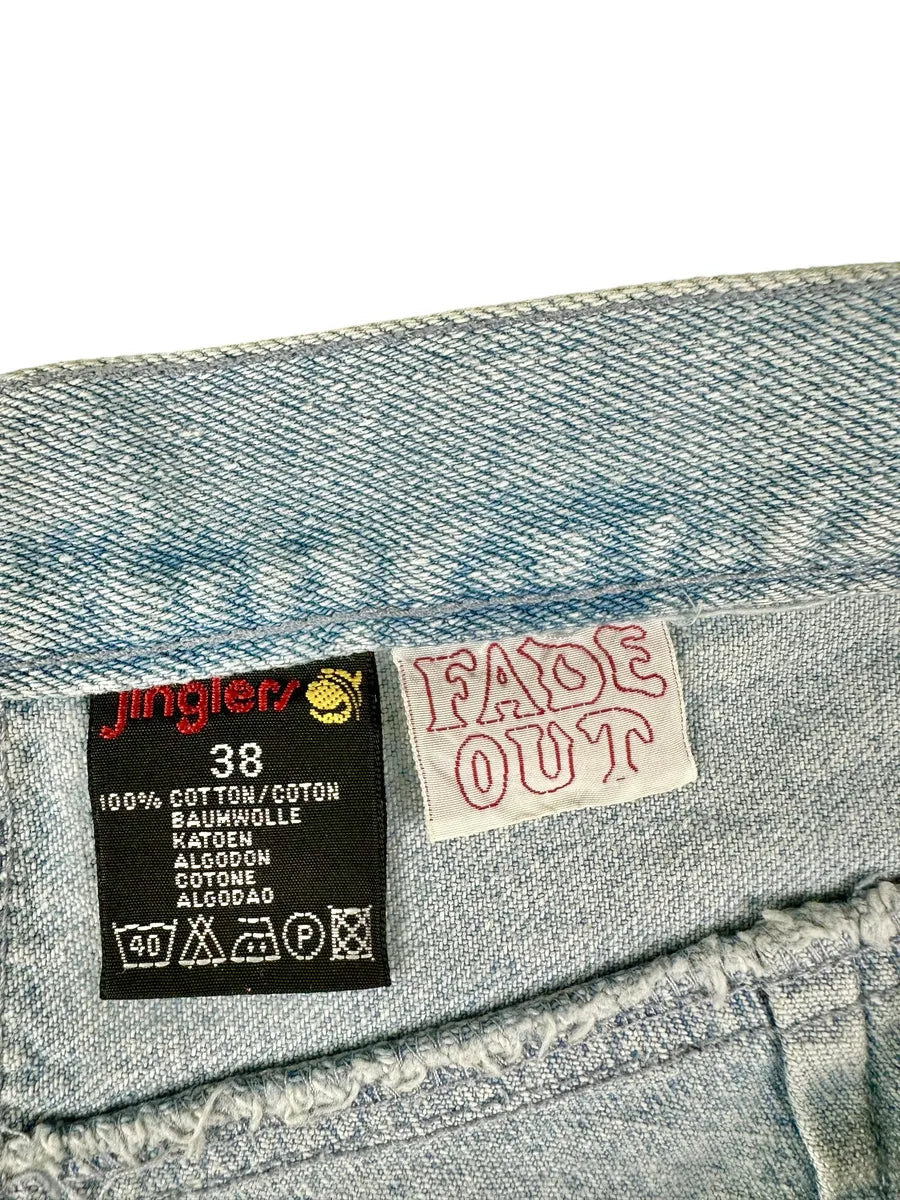 jinglers
38
100% COTTON/COTON
BAUMWOLLE
KATOEN
ALGODON
COTONE
ALGODAO
40 P
FADE
OUT